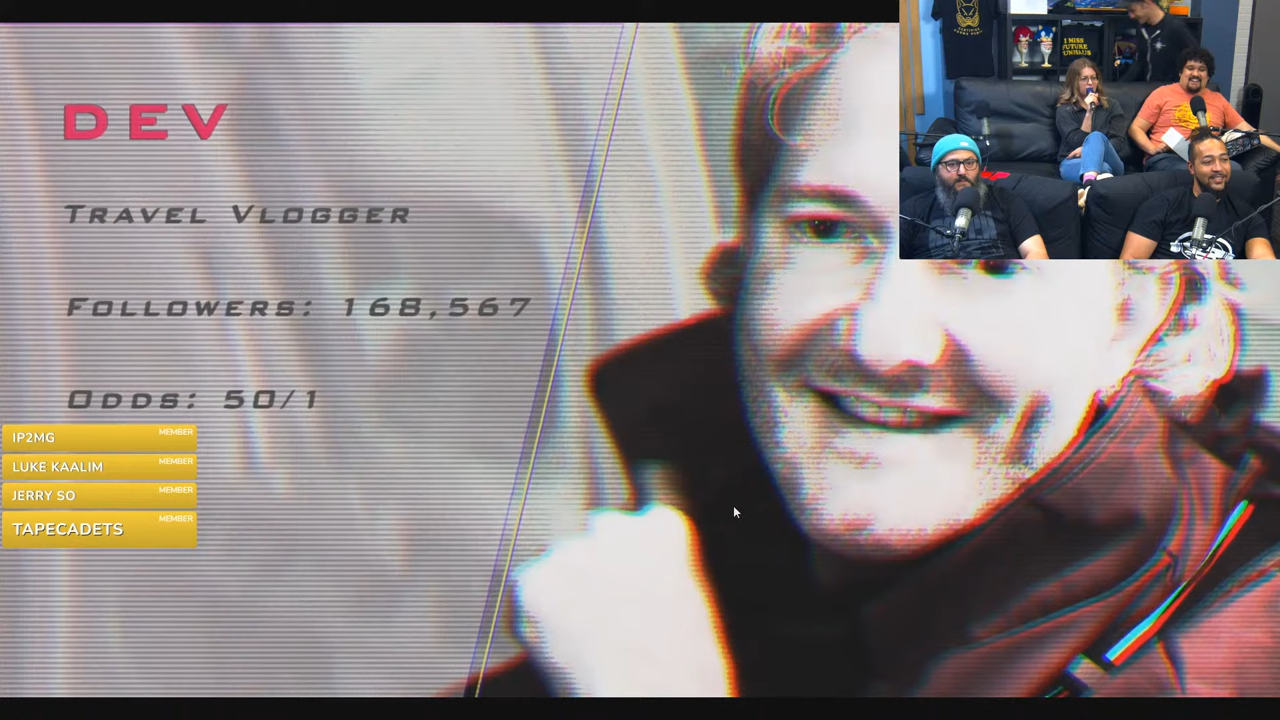 DEV
TRAVEL VLOGGER
FOLLOWERS: 168,567
ODDS: 50/1
IP2MG MEMBER
LUKE KAALIM MEMBER
JERRY SO MEMBER
TAPECADETS MEMBER
I MISS
FUTURE
FUNHAUS